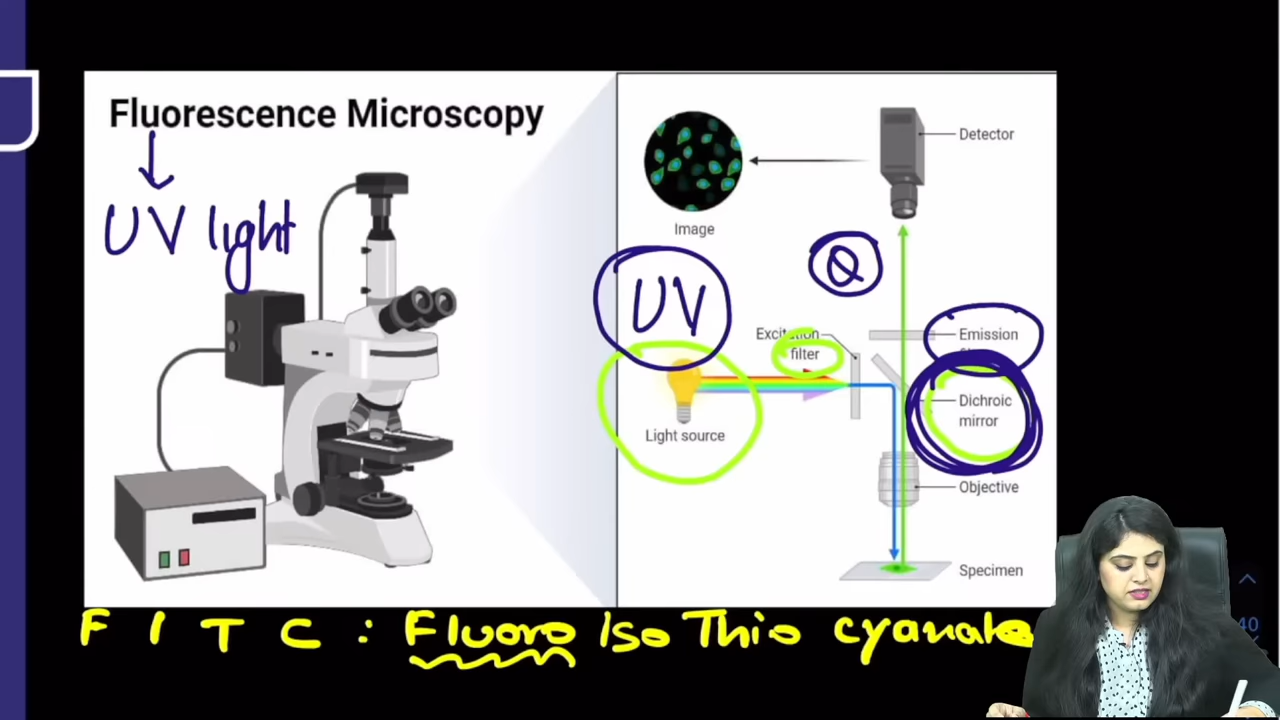 Fluorescence Microscopy
UV light
Image
Detector
Q
UV
Excitation
filter
Emission
Dichroic
mirror
Light source
Objective
Specimen
40
F I T C : Fluoro Iso Thio cyanate